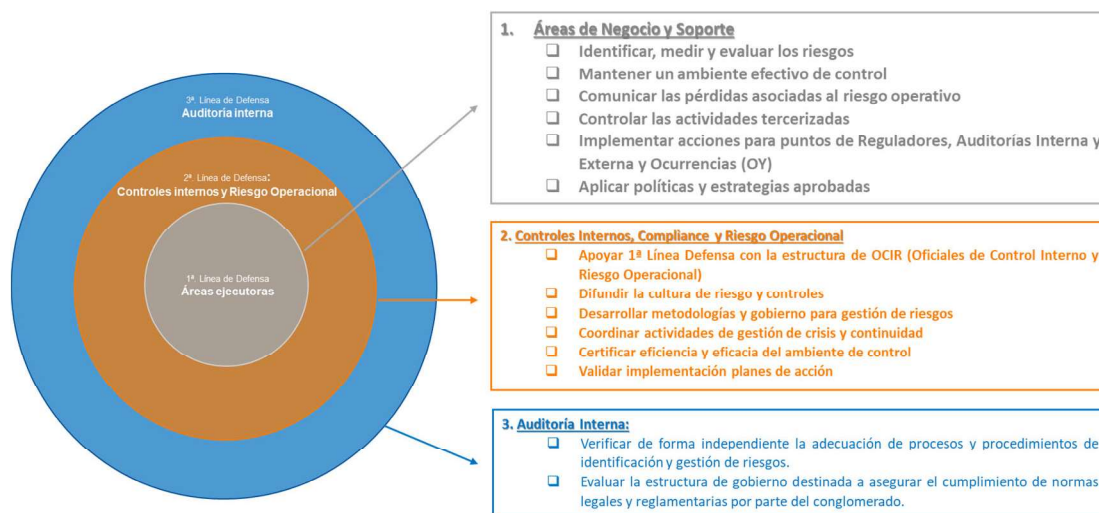 3ª. Línea de Defensa
Auditoría Interna
2ª. Línea de Defensa:
Controles internos y Riesgo Operacional
1ª. Línea de Defensa
Áreas ejecutoras
1. Áreas de Negocio y Soporte
❑ Identificar, medir y evaluar los riesgos
❑ Mantener un ambiente efectivo de control
❑ Comunicar las pérdidas asociadas al riesgo operativo
❑ Controlar las actividades tercerizadas
❑ Implementar acciones para puntos de Reguladores, Auditorías Interna y
Externa y Ocurrencias (OY)
❑ Aplicar políticas y estrategias aprobadas
2. Controles Internos, Compliance y Riesgo Operacional
❑ Apoyar 1ª Línea Defensa con la estructura de OCIR (Oficiales de Control Interno y
Riesgo Operacional)
❑ Difundir la cultura de riesgo y controles
❑ Desarrollar metodologías y gobierno para gestión de riesgos
❑ Coordinar actividades de gestión de crisis y continuidad
❑ Certificar eficiencia y eficacia del ambiente de control
❑ Validar implementación planes de acción
3. Auditoría Interna:
❑ Verificar de forma independiente la adecuación de procesos y procedimientos de
identificación y gestión de riesgos.
❑ Evaluar la estructura de gobierno destinada a asegurar el cumplimiento de normas
legales y reglamentarias por parte del conglomerado.